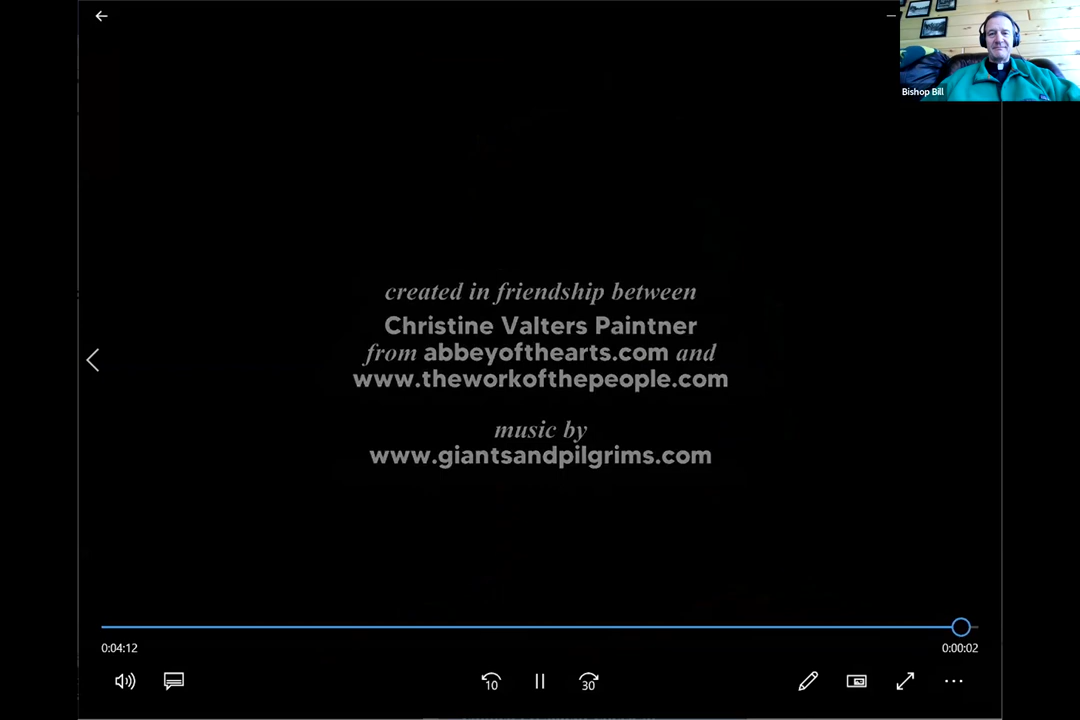 Bishop Bill
created in friendship between
Christine Valters Paintner
from abbeyofthearts.com and
www.theworkofthepeople.com
music by
www.giantsandpilgrims.com
0:04:12
0:00:02
10
30